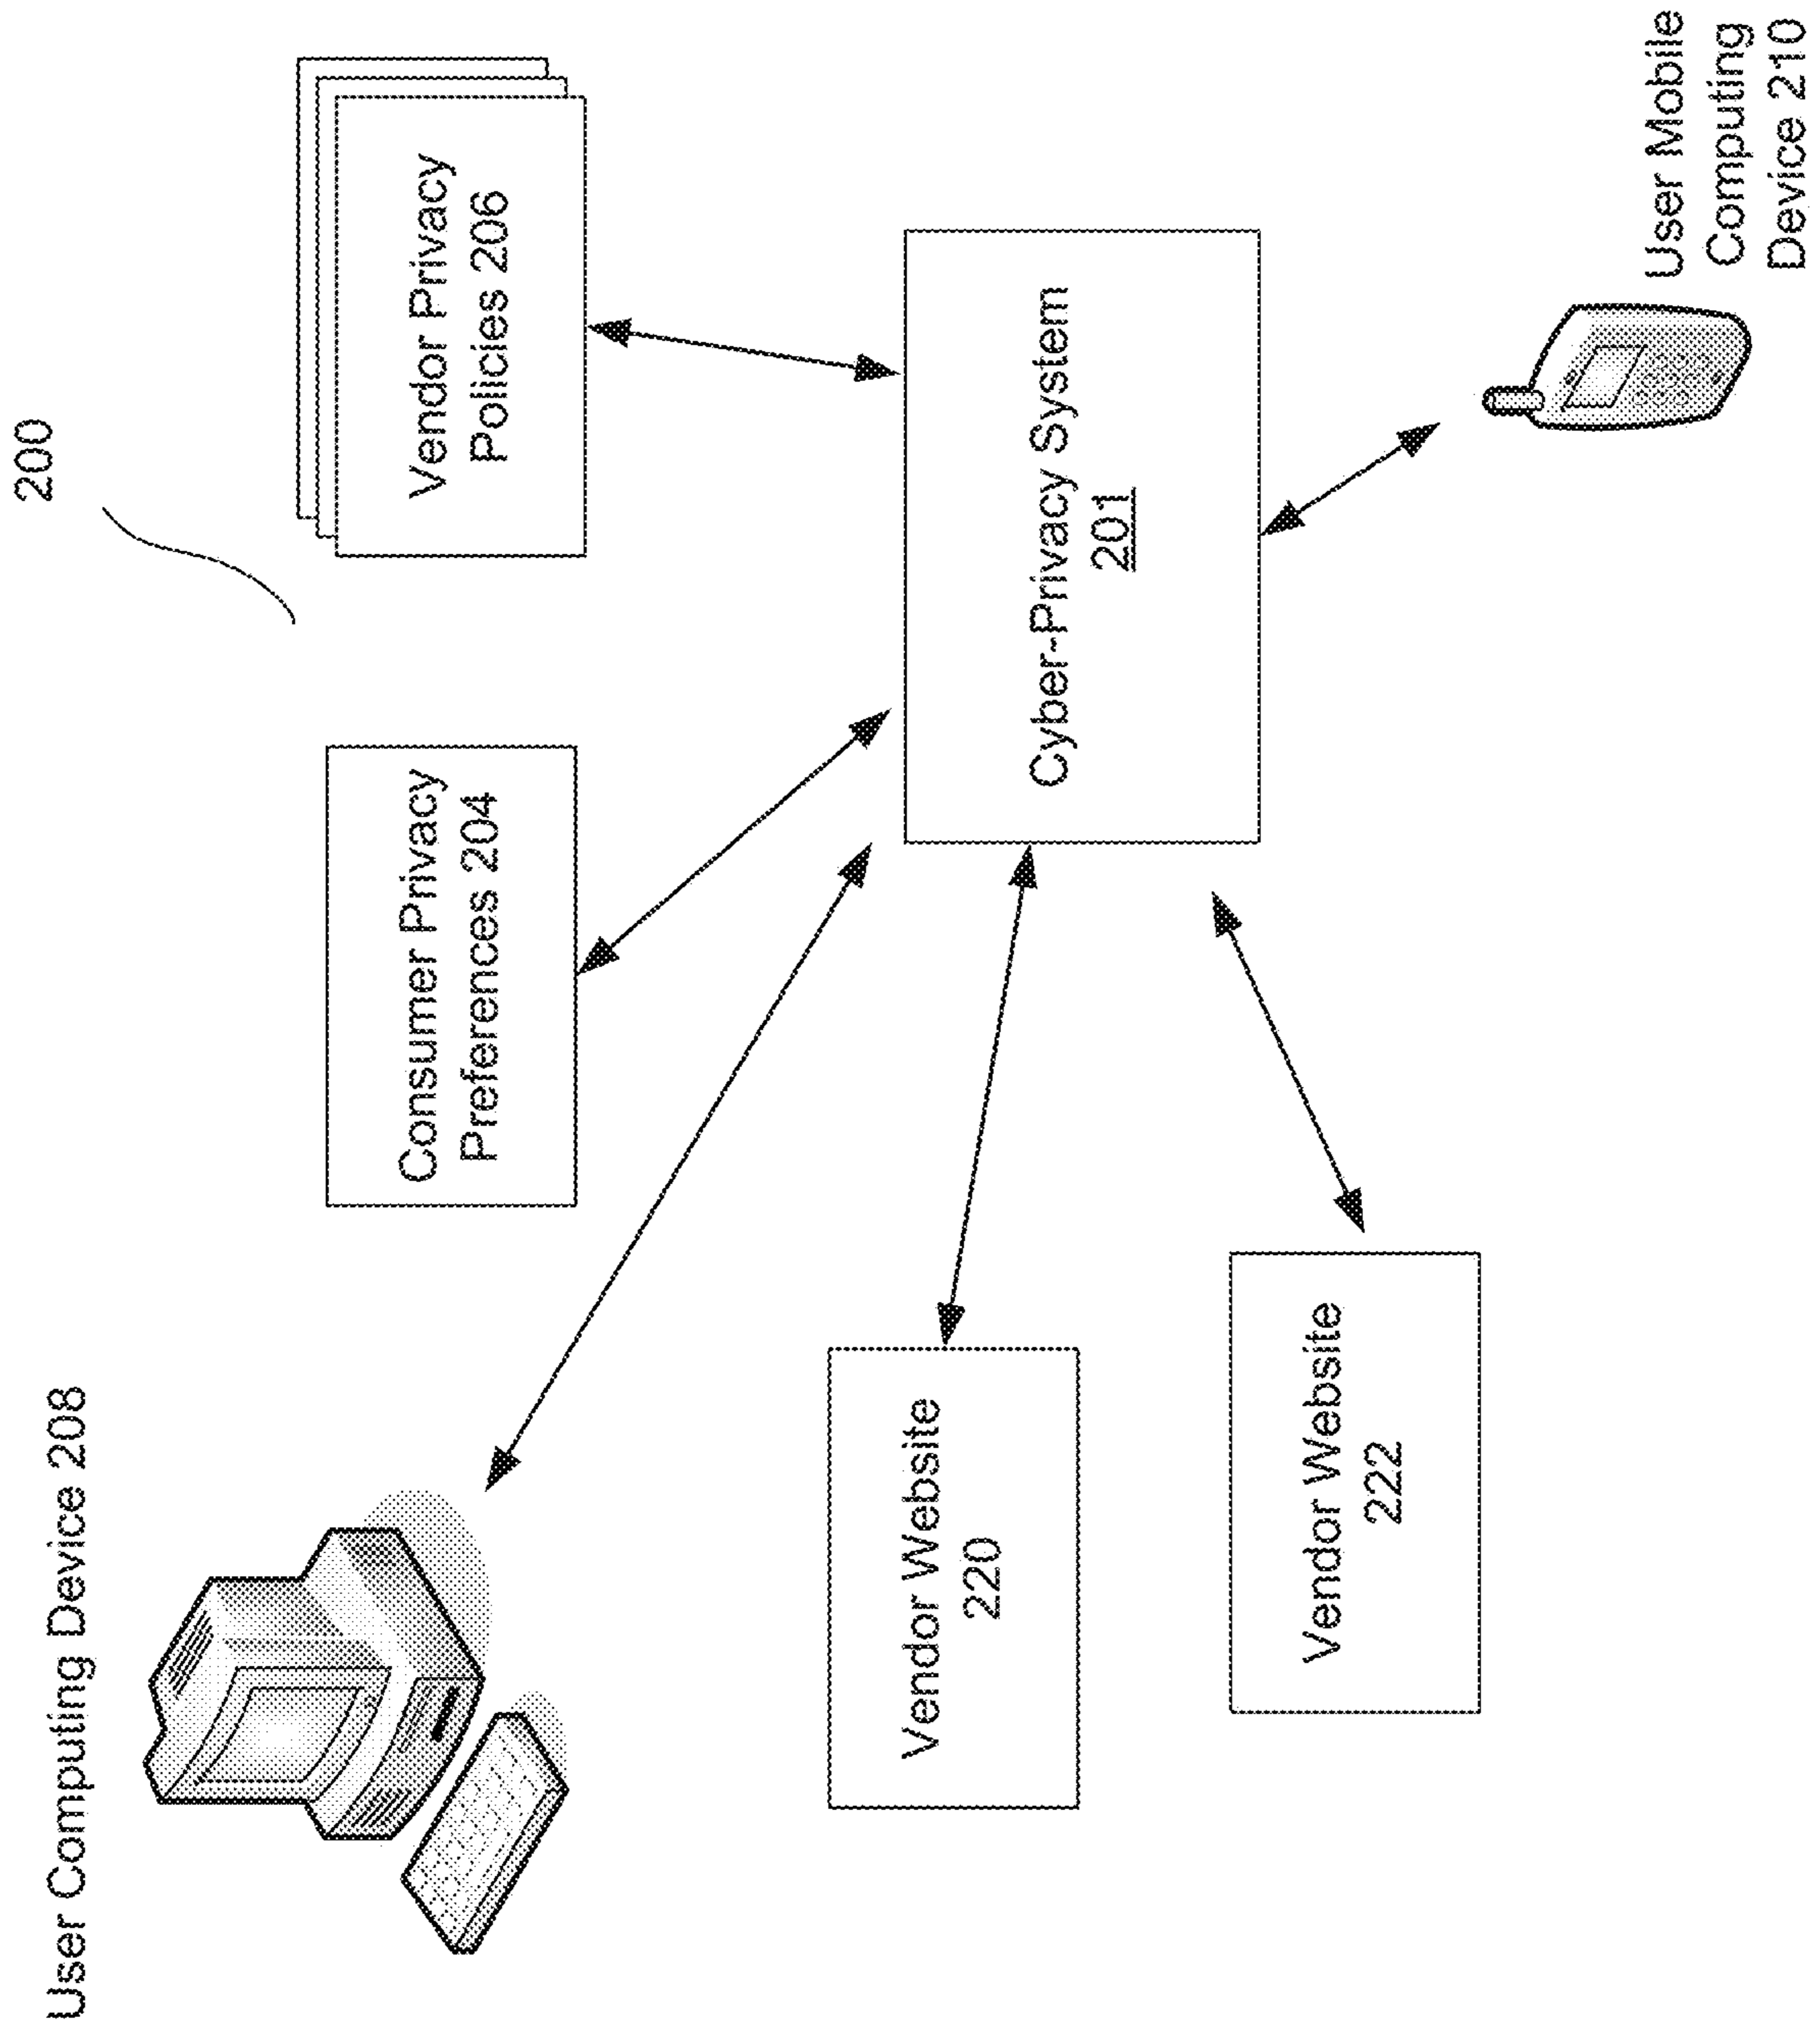 200
User Computing Device 208
Consumer Privacy
Preferences 204
Vendor Privacy
Policies 206
Vendor Website
220
Cyber-Privacy System
201
Vendor Website
222
User Mobile
Computing
Device 210